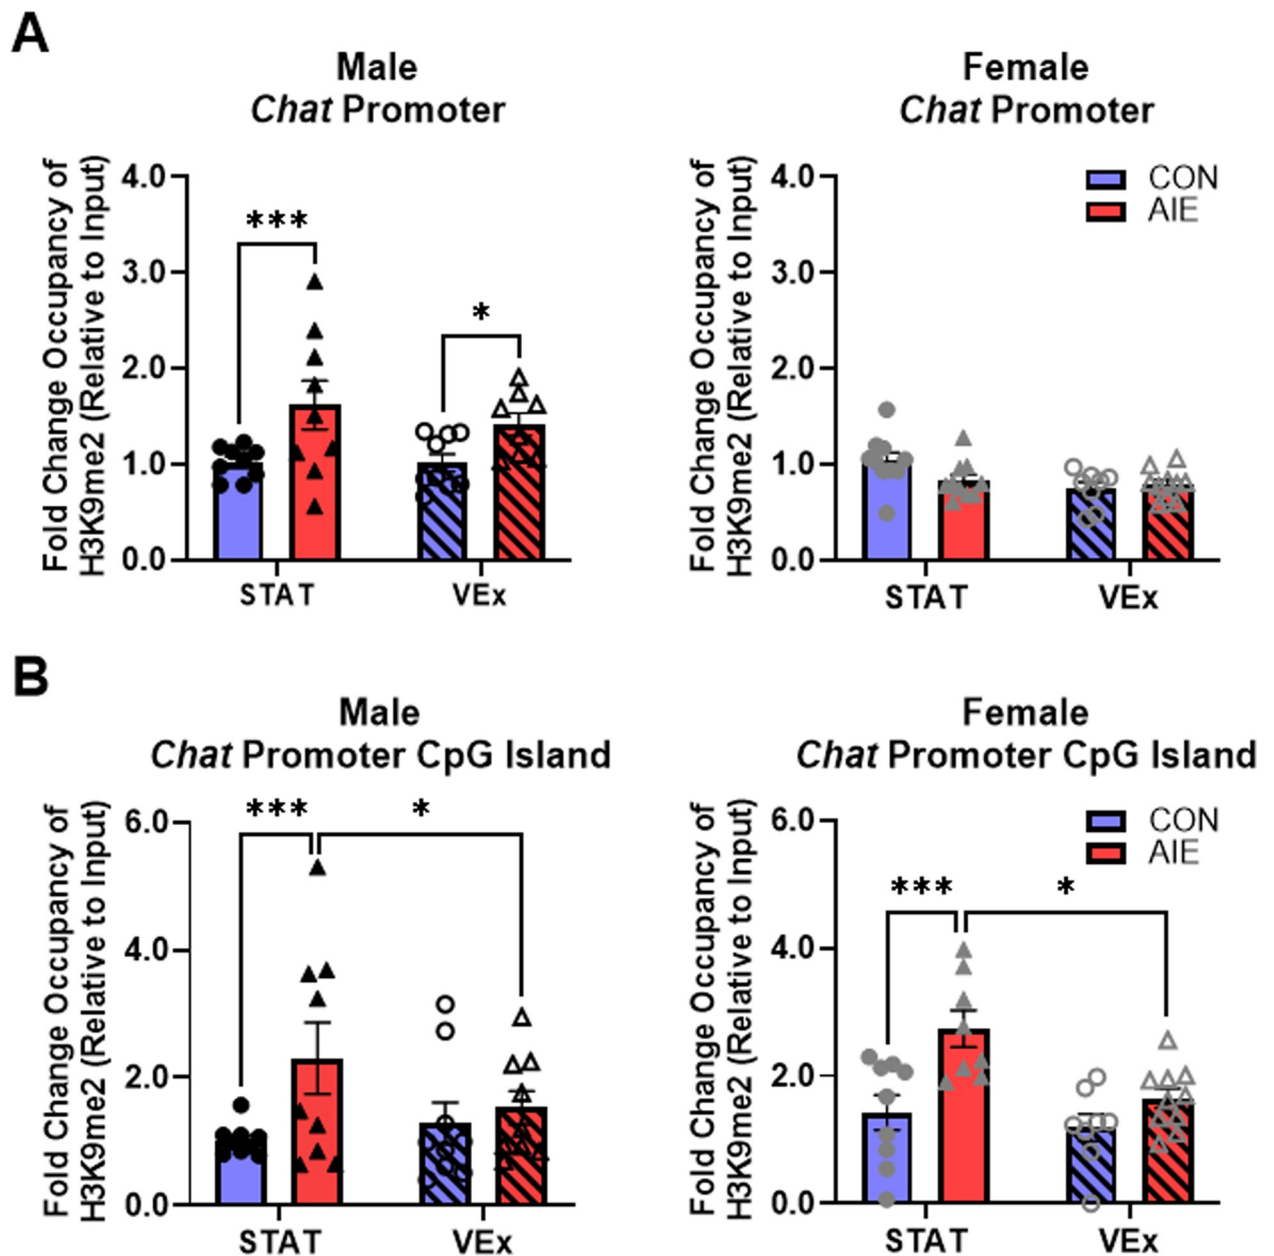 A
Male
Chat Promoter
Fold Change Occupancy of
H3K9me2 (Relative to Input)
4.0
3.0
2.0
1.0
0.0
***
*
STAT
VEx
Female
Chat Promoter
Fold Change Occupancy of
H3K9me2 (Relative to Input)
4.0
3.0
2.0
1.0
0.0
CON
AIE
STAT
VEx
B
Male
Chat Promoter CpG Island
Fold Change Occupancy of
H3K9me2 (Relative to Input)
6.0
4.0
2.0
0.0
***
*
STAT
VEx
Female
Chat Promoter CpG Island
Fold Change Occupancy of
H3K9me2 (Relative to Input)
6.0
4.0
2.0
0.0
CON
AIE
***
*
STAT
VEx